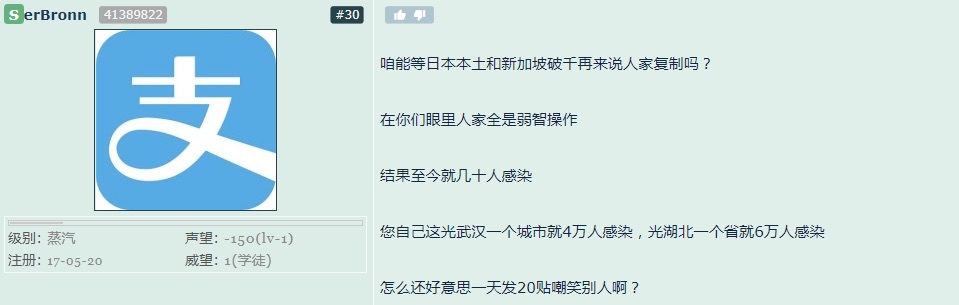 SerBronn 41389822 #30
支
级别: 蒸汽 声望: -150(lv-1)
注册: 17-05-20 威望: 1(学徒)
咱能等日本本土和新加坡破千再来说人家复制吗？
在你们眼里人家全是弱智操作
结果至今就几十人感染
您自己这光武汉一个城市就4万人感染，光湖北一个省就6万人感染
怎么还好意思一天发20贴嘲笑别人啊？